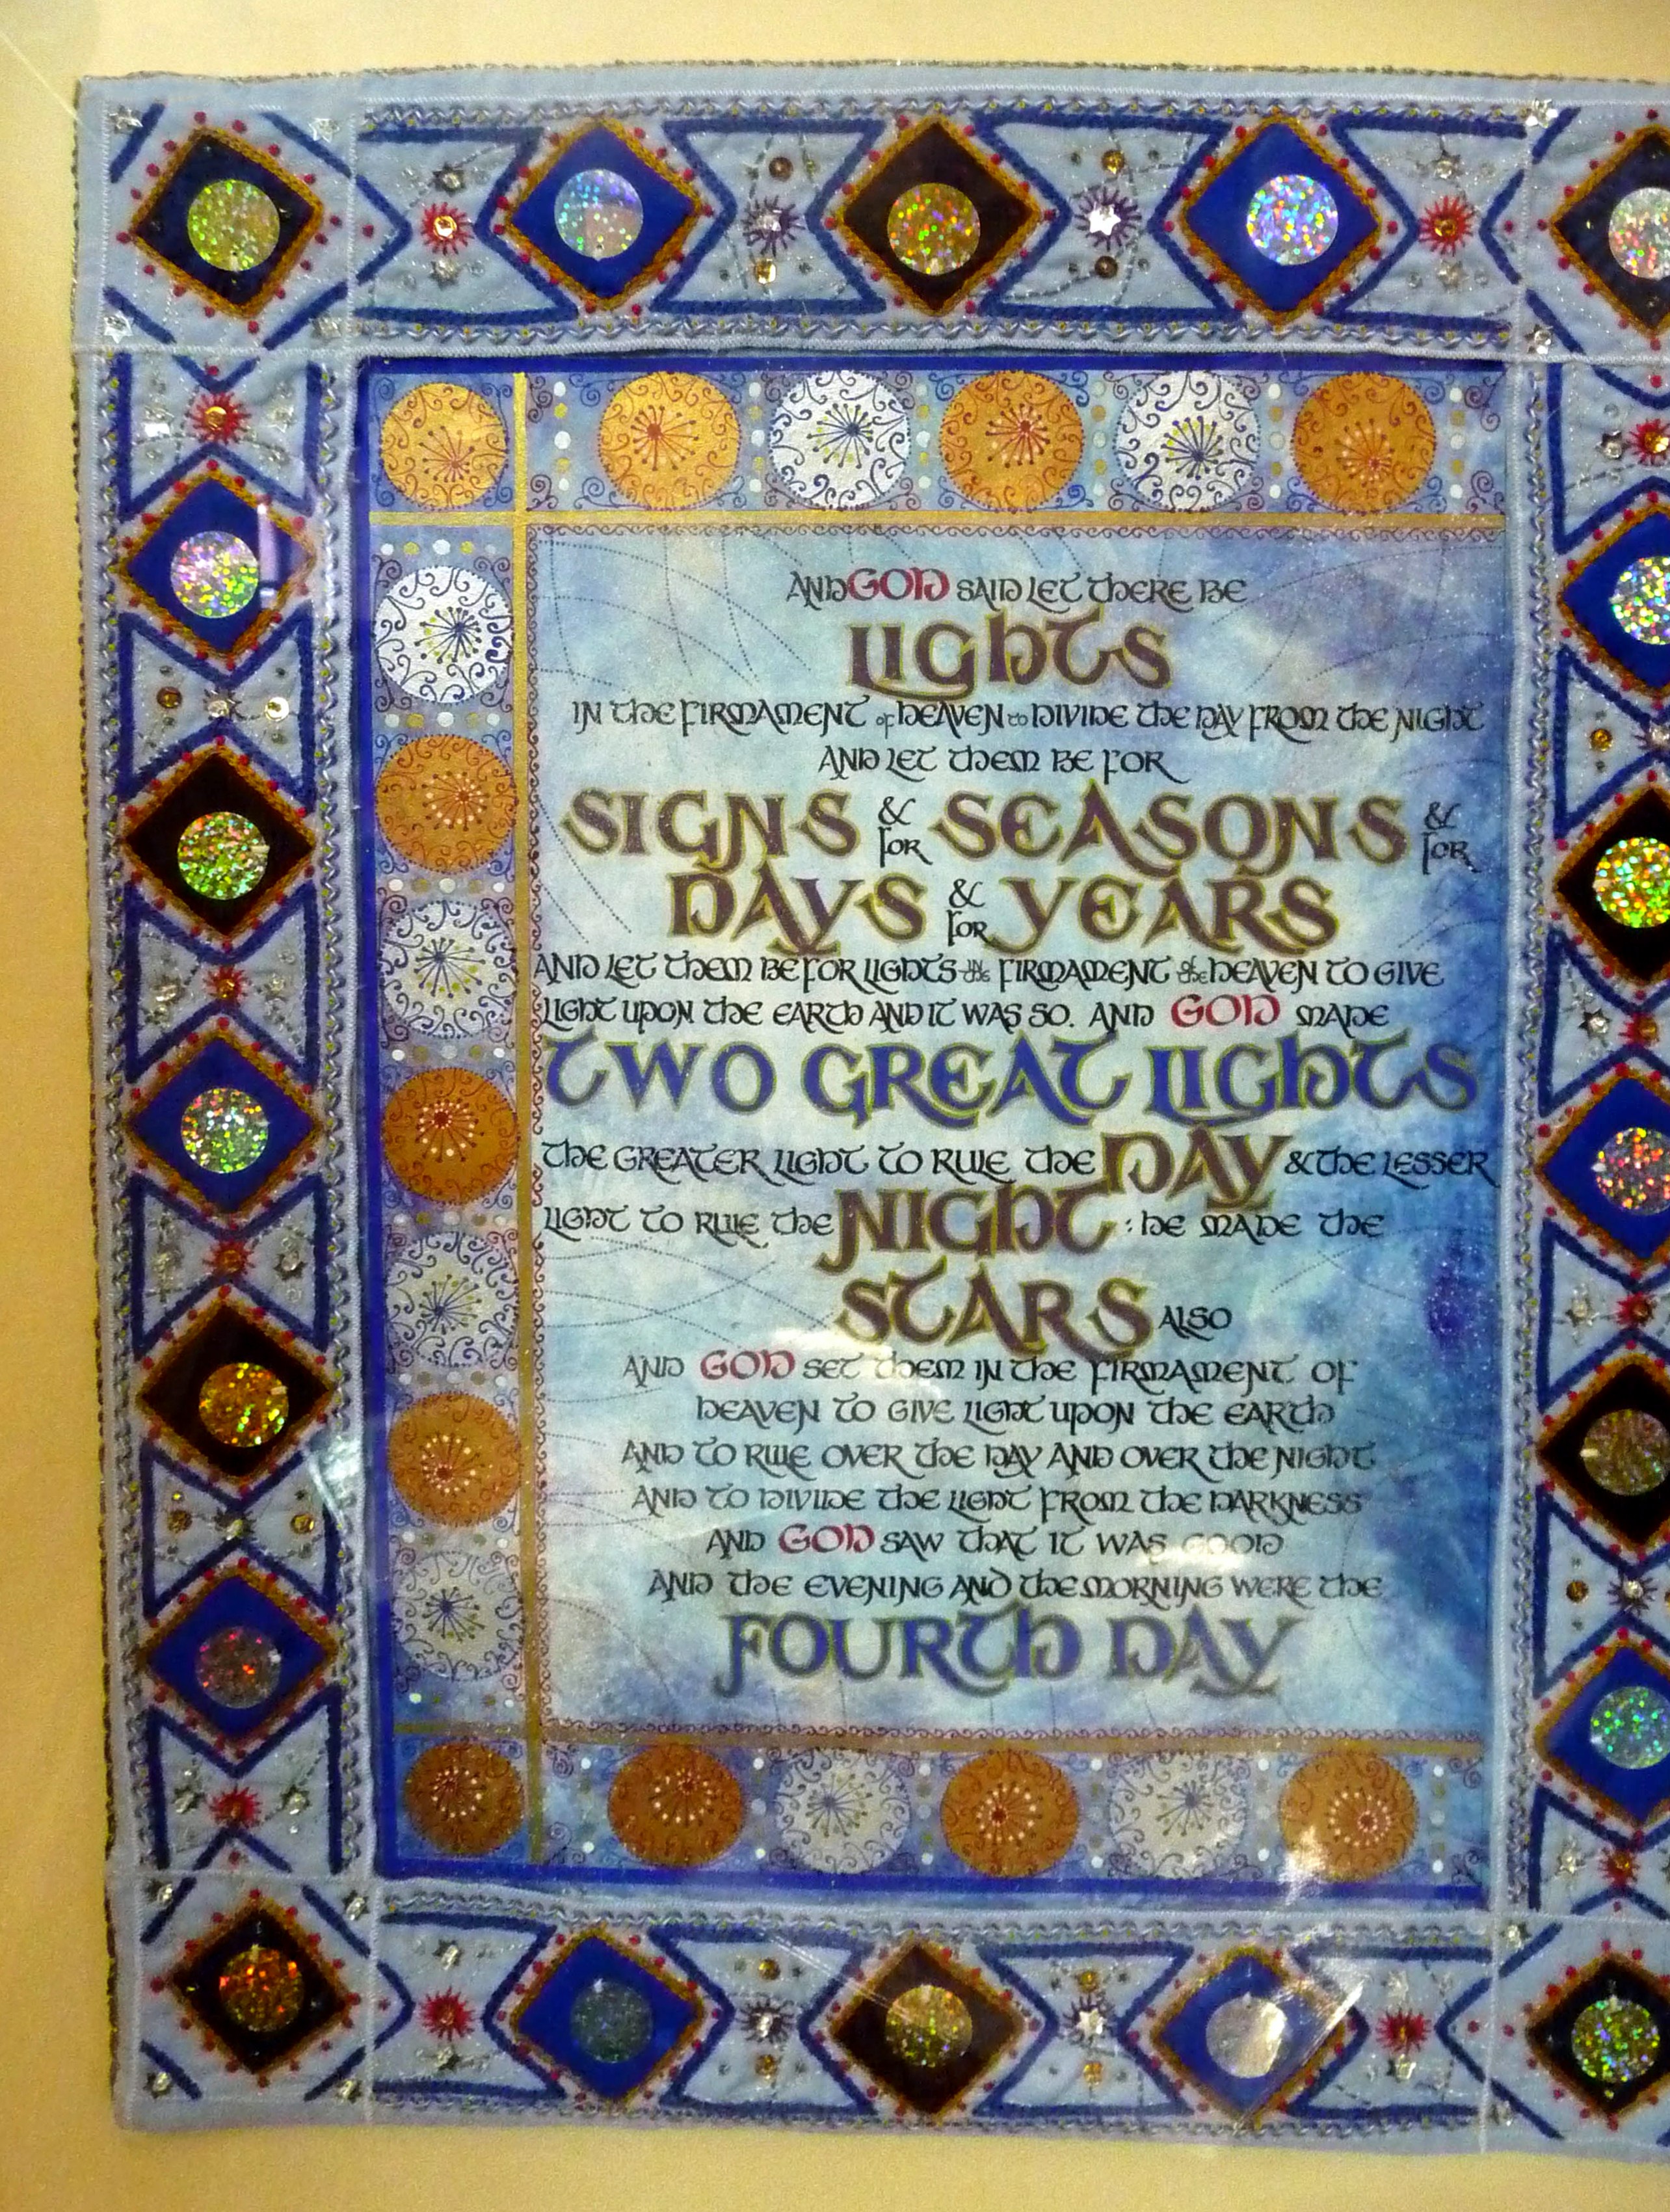 AND GOD SAID LET THERE BE
LIGHTS
IN THE FIRMAMENT of HEAVEN to DIVIDE THE DAY FROM THE NIGHT
AND LET THEM BE FOR
SIGNS & for SEASONS & for
DAYS & for YEARS
AND LET THEM BE FOR LIGHTS in the FIRMAMENT of the HEAVEN TO GIVE
LIGHT UPON THE EARTH AND IT WAS SO. AND GOD MADE
TWO GREAT LIGHTS
THE GREATER LIGHT TO RULE THE DAY & THE LESSER
LIGHT TO RULE THE NIGHT : HE MADE THE
STARS ALSO
AND GOD SET THEM IN THE FIRMAMENT OF
HEAVEN TO GIVE LIGHT UPON THE EARTH
AND TO RULE OVER THE DAY AND OVER THE NIGHT
AND TO DIVIDE THE LIGHT FROM THE DARKNESS
AND GOD SAW THAT IT WAS GOOD
AND THE EVENING AND THE MORNING WERE THE
FOURTH DAY